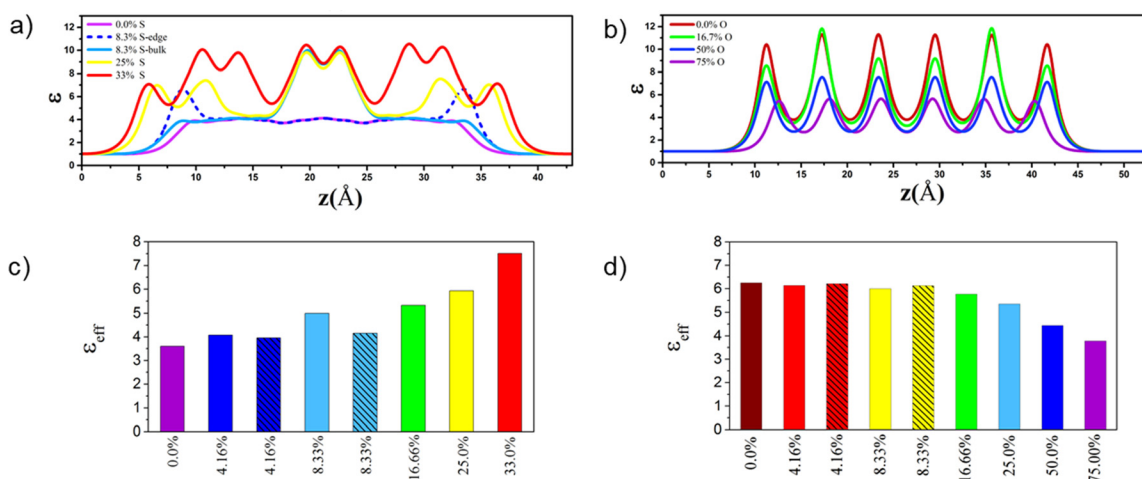 a)
0.0% S
8.3% S-edge
8.3% S-bulk
25% S
33% S
12
10
8
6
4
2
ε
0 5 10 15 20 25 30 35 40
z(Å)
b)
0.0% O
16.7% O
50% O
75% O
12
10
8
6
4
2
ε
0 5 10 15 20 25 30 35 40 45 50
z(Å)
c)
8
7
6
5
4
3
2
1
0
εeff
0.0%
4.16%
4.16%
8.33%
8.33%
16.66%
25.0%
33.0%
d)
8
7
6
5
4
3
2
1
0
εeff
0.0%
4.16%
4.16%
8.33%
8.33%
16.66%
25.0%
50.0%
75.00%